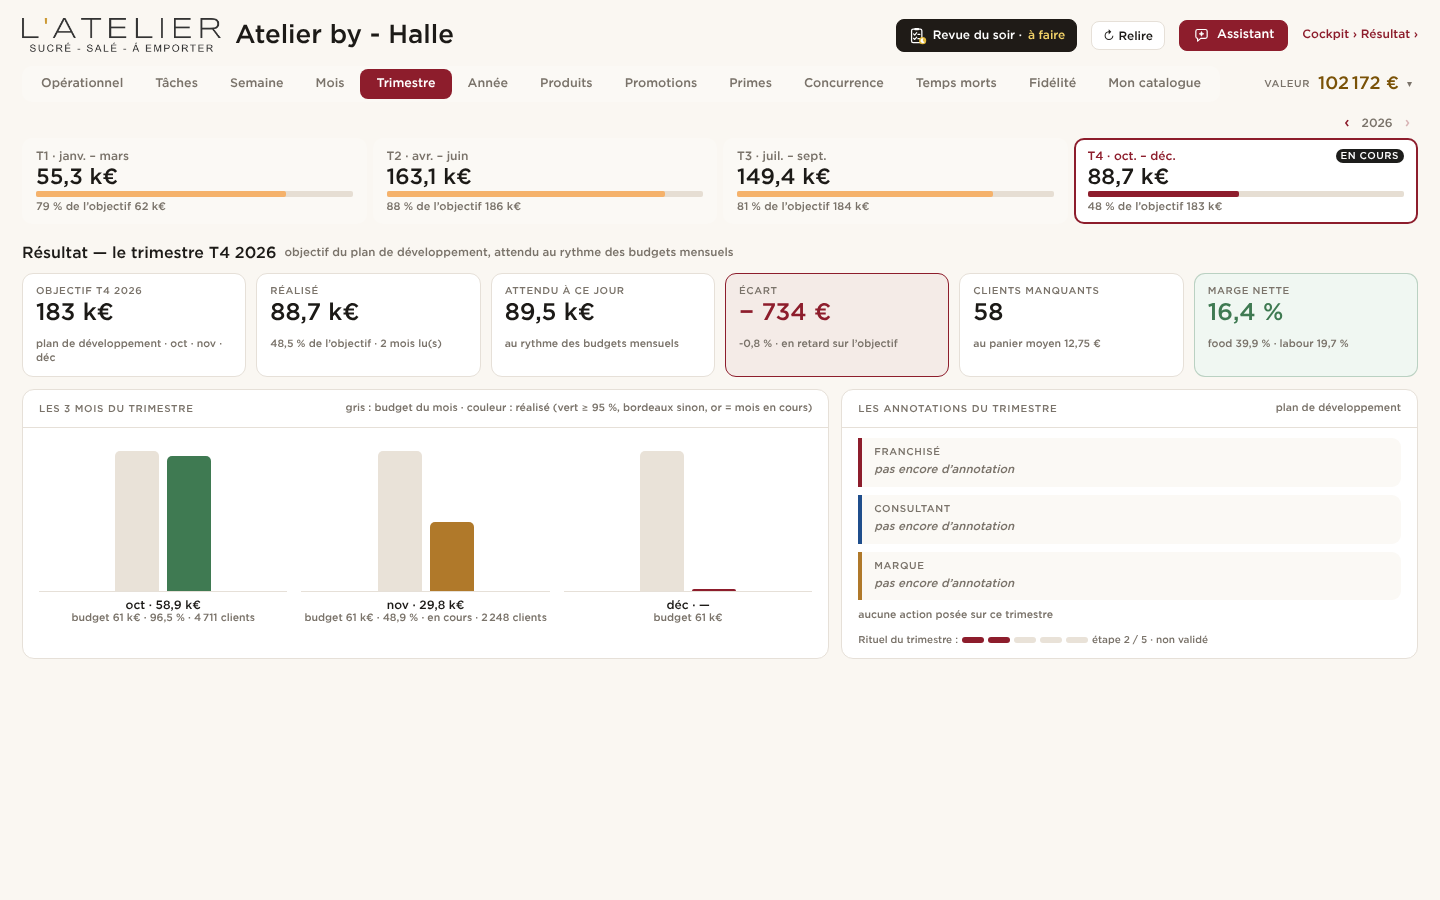 L'ATELIER
SUCRÉ - SALÉ - À EMPORTER
Atelier by - Halle
Revue du soir · à faire
↻ Relire
Assistant
Cockpit › Résultat ›
Opérationnel
Tâches
Semaine
Mois
Trimestre
Année
Produits
Promotions
Primes
Concurrence
Temps morts
Fidélité
Mon catalogue
VALEUR 102 172 € ▾
‹ 2026 ›
T1 · janv. – mars
55,3 k€
79 % de l'objectif 62 k€
T2 · avr. – juin
163,1 k€
88 % de l'objectif 186 k€
T3 · juil. – sept.
149,4 k€
81 % de l'objectif 184 k€
T4 · oct. – déc.
EN COURS
88,7 k€
48 % de l'objectif 183 k€
Résultat — le trimestre T4 2026 objectif du plan de développement, attendu au rythme des budgets mensuels
OBJECTIF T4 2026
183 k€
plan de développement · oct · nov ·
déc
RÉALISÉ
88,7 k€
48,5 % de l'objectif · 2 mois lu(s)
ATTENDU À CE JOUR
89,5 k€
au rythme des budgets mensuels
ÉCART
− 734 €
-0,8 % · en retard sur l'objectif
CLIENTS MANQUANTS
58
au panier moyen 12,75 €
MARGE NETTE
16,4 %
food 39,9 % · labour 19,7 %
LES 3 MOIS DU TRIMESTRE
gris : budget du mois · couleur : réalisé (vert ≥ 95 %, bordeaux sinon, or = mois en cours)
oct · 58,9 k€
budget 61 k€ · 96,5 % · 4 711 clients
nov · 29,8 k€
budget 61 k€ · 48,9 % · en cours · 2 248 clients
déc · —
budget 61 k€
LES ANNOTATIONS DU TRIMESTRE
plan de développement
FRANCHISÉ
pas encore d'annotation
CONSULTANT
pas encore d'annotation
MARQUE
pas encore d'annotation
aucune action posée sur ce trimestre
Rituel du trimestre : étape 2 / 5 · non validé